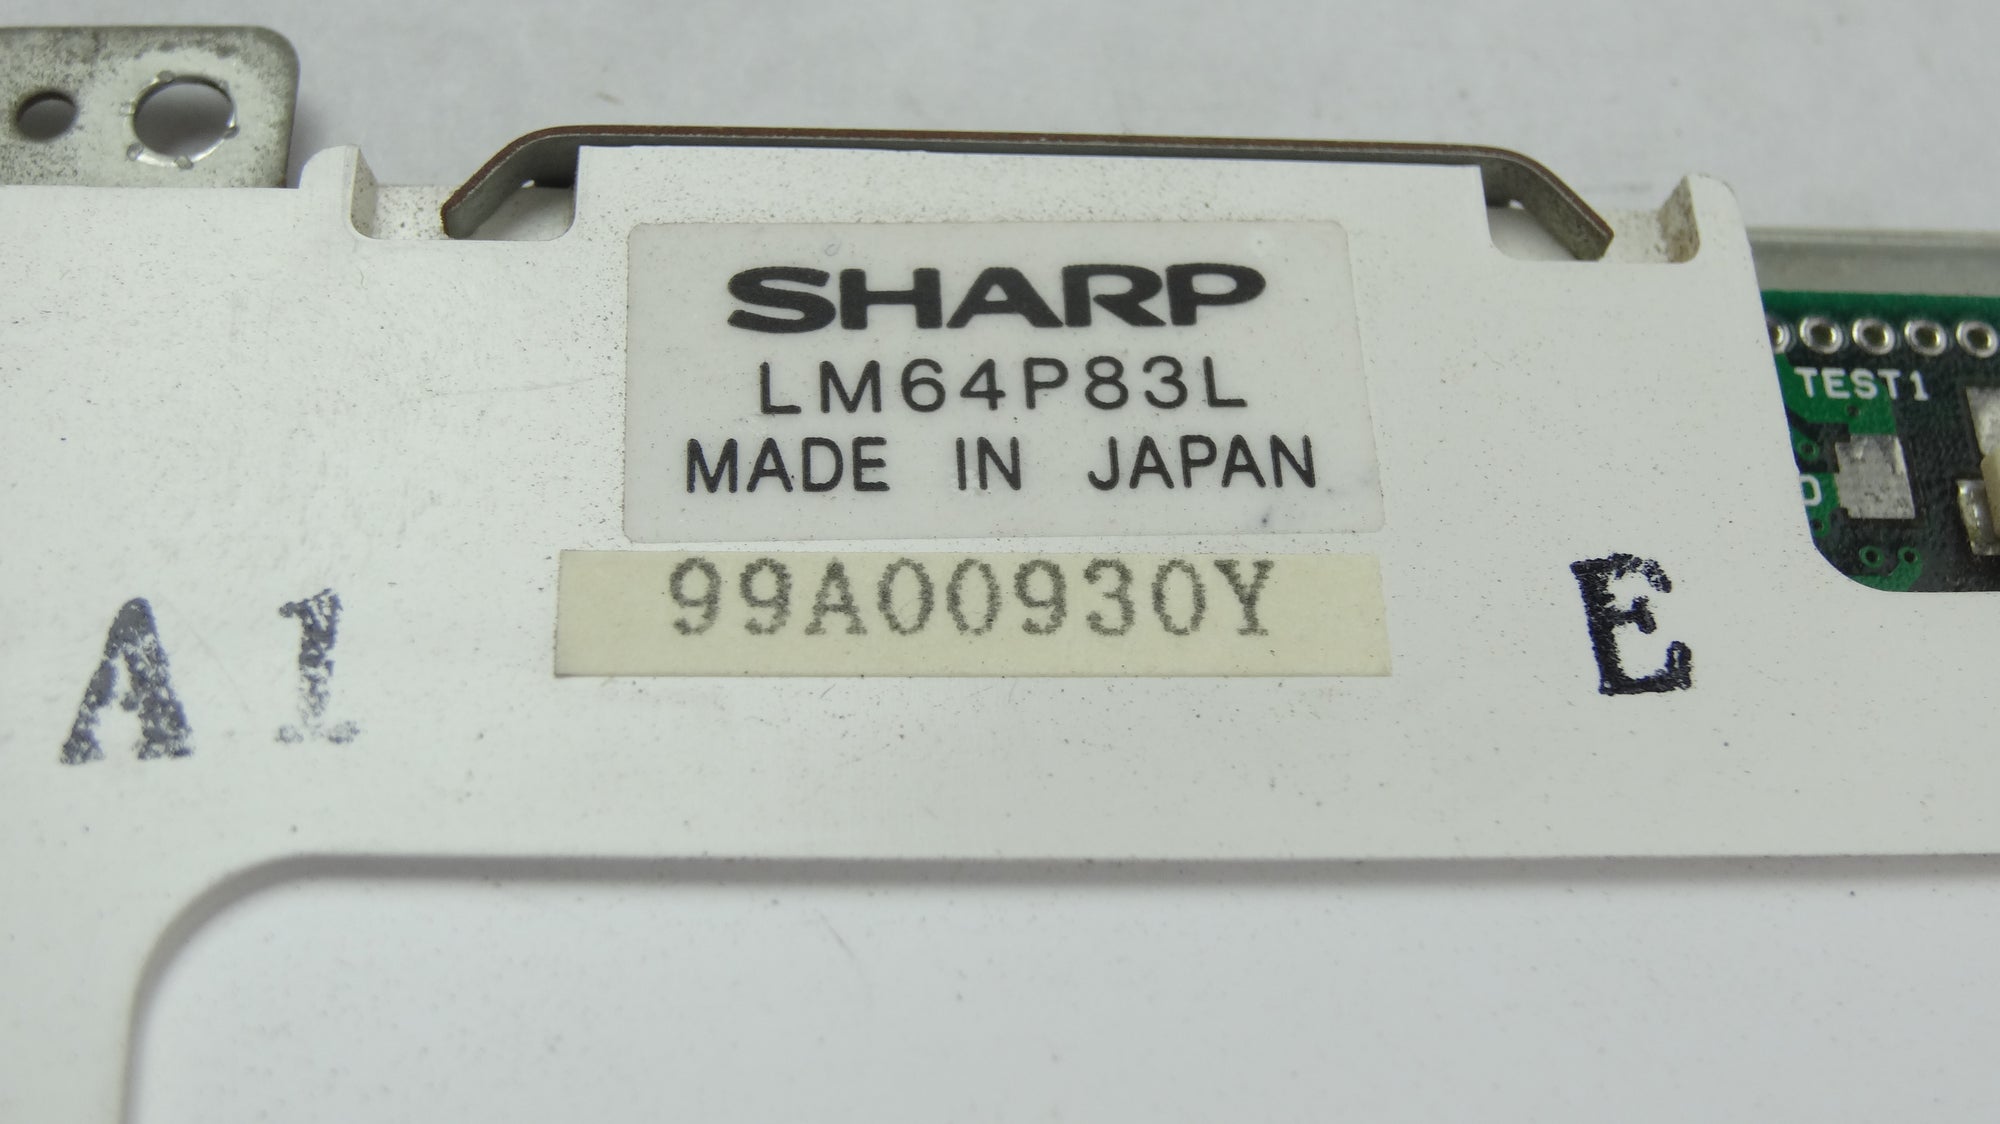 SHARP
LM64P83L
MADE IN JAPAN
99A00930Y
A1
E
TEST1